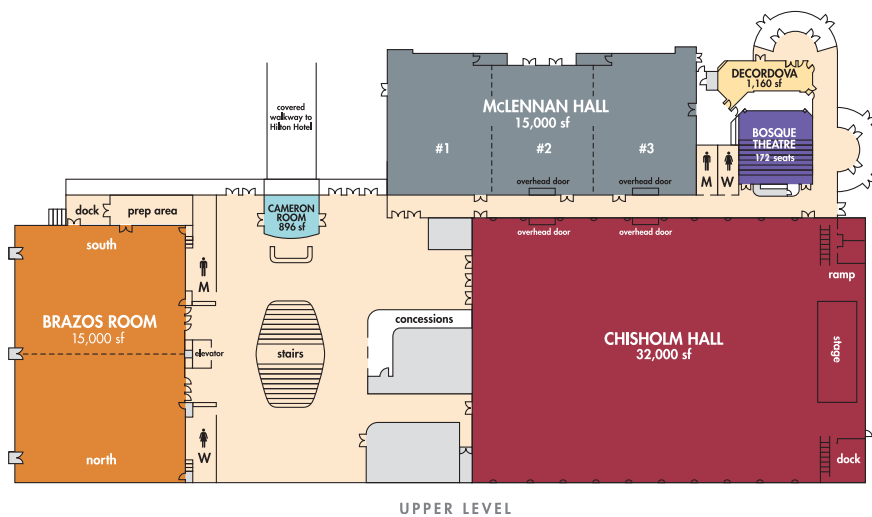 covered
walkway to
Hilton Hotel
McLENNAN HALL
15,000 sf
#1
#2
#3
overhead door
overhead door
DECORDOVA
1,160 sf
BOSQUE
THEATRE
172 seats
M
W
dock
prep area
CAMERON
ROOM
896 sf
overhead door
overhead door
south
M
BRAZOS ROOM
15,000 sf
elevator
stairs
concessions
CHISHOLM HALL
32,000 sf
ramp
stage
north
W
dock
UPPER LEVEL